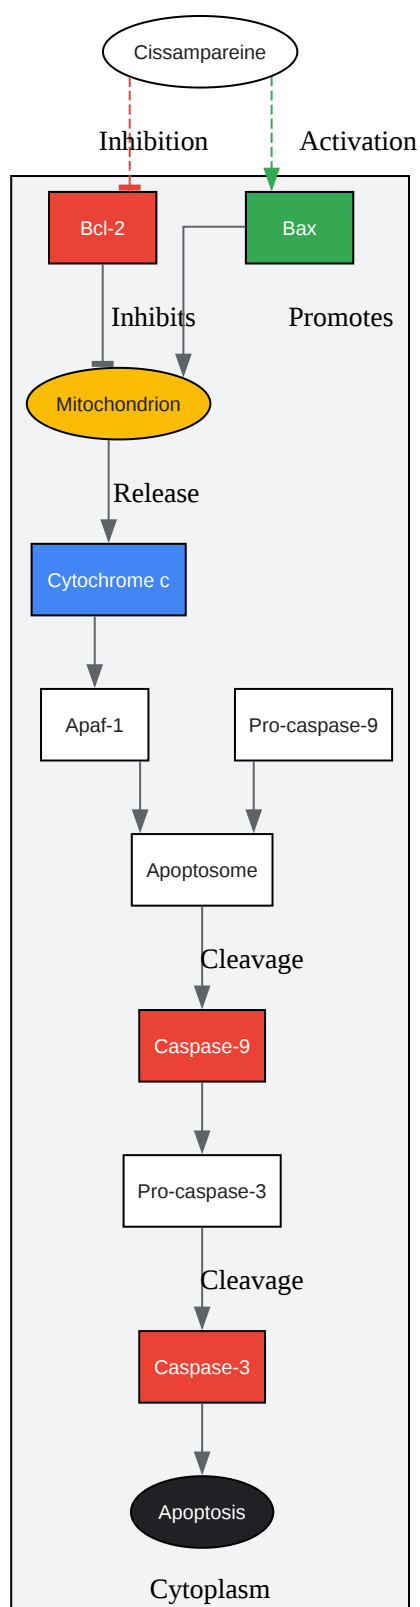 Cissampareine
Inhibition
Activation
Bcl-2
Bax
Inhibits
Promotes
Mitochondrion
Release
Cytochrome c
Apaf-1
Pro-caspase-9
Apoptosome
Cleavage
Caspase-9
Pro-caspase-3
Cleavage
Caspase-3
Apoptosis
Cytoplasm